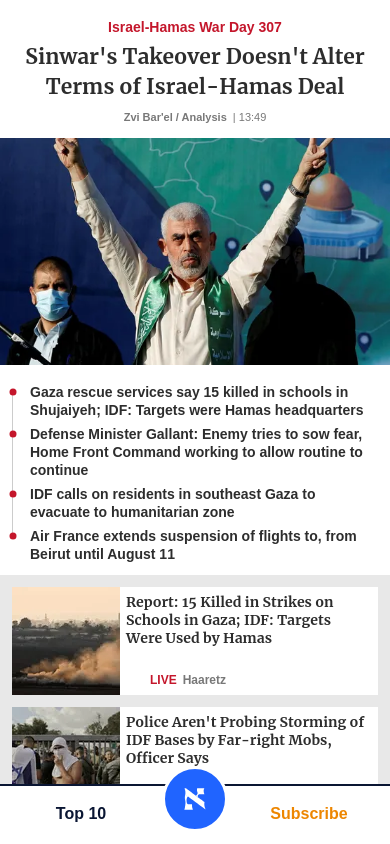 Israel-Hamas War Day 307
Sinwar's Takeover Doesn't Alter
Terms of Israel-Hamas Deal
Zvi Bar'el / Analysis | 13:49
Gaza rescue services say 15 killed in schools in
Shujaiyeh; IDF: Targets were Hamas headquarters
Defense Minister Gallant: Enemy tries to sow fear,
Home Front Command working to allow routine to
continue
IDF calls on residents in southeast Gaza to
evacuate to humanitarian zone
Air France extends suspension of flights to, from
Beirut until August 11
Report: 15 Killed in Strikes on
Schools in Gaza; IDF: Targets
Were Used by Hamas
LIVE Haaretz
Police Aren't Probing Storming of
IDF Bases by Far-right Mobs,
Officer Says
Top 10
Subscribe